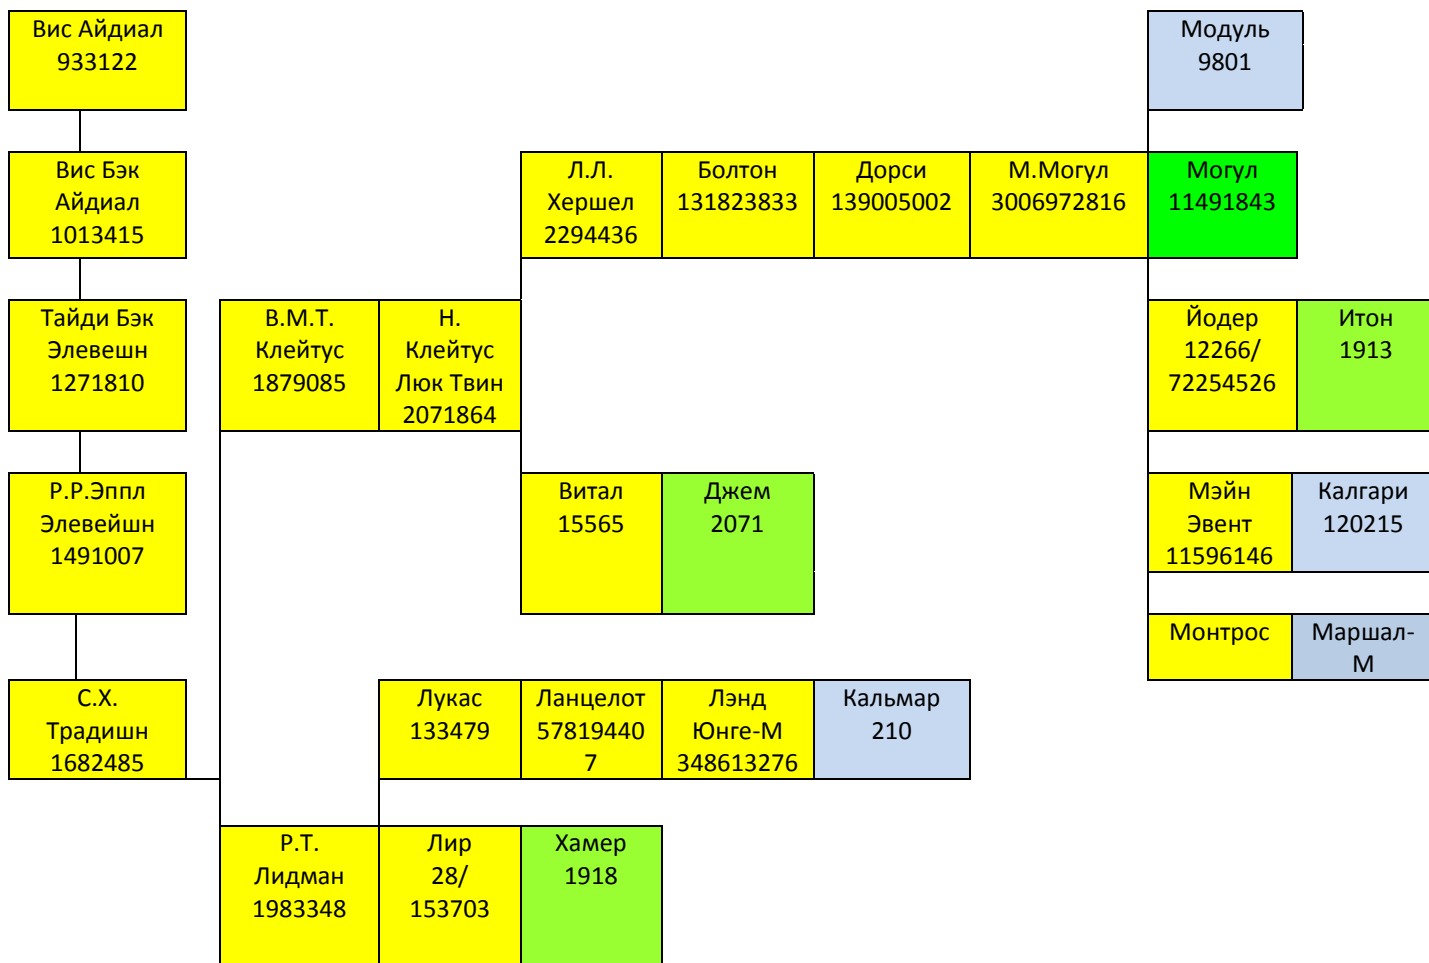 Вис Айдиал
933122
Модуль
9801
Вис Бэк
Айдиал
1013415
Л.Л.
Хершел
2294436
Болтон
131823833
Дорси
139005002
М.Могул
3006972816
Могул
11491843
Тайди Бэк
Элевешн
1271810
В.М.Т.
Клейтус
1879085
Н.
Клейтус
Люк Твин
2071864
Йодер
12266/
72254526
Итон
1913
Р.Р.Эппл
Элевейшн
1491007
Витал
15565
Джем
2071
Мэйн
Эвент
11596146
Калгари
120215
Монтрос
Маршал-
М
С.Х.
Традишн
1682485
Лукас
133479
Ланцелот
57819440
7
Лэнд
Юнге-М
348613276
Кальмар
210
Р.Т.
Лидман
1983348
Лир
28/
153703
Хамер
1918